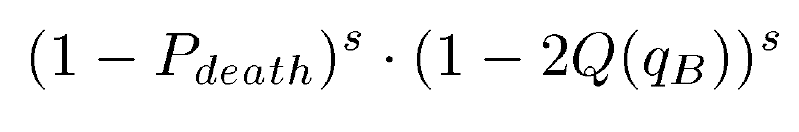 (1 − P_{death})^s · (1 − 2Q(q_B))^s